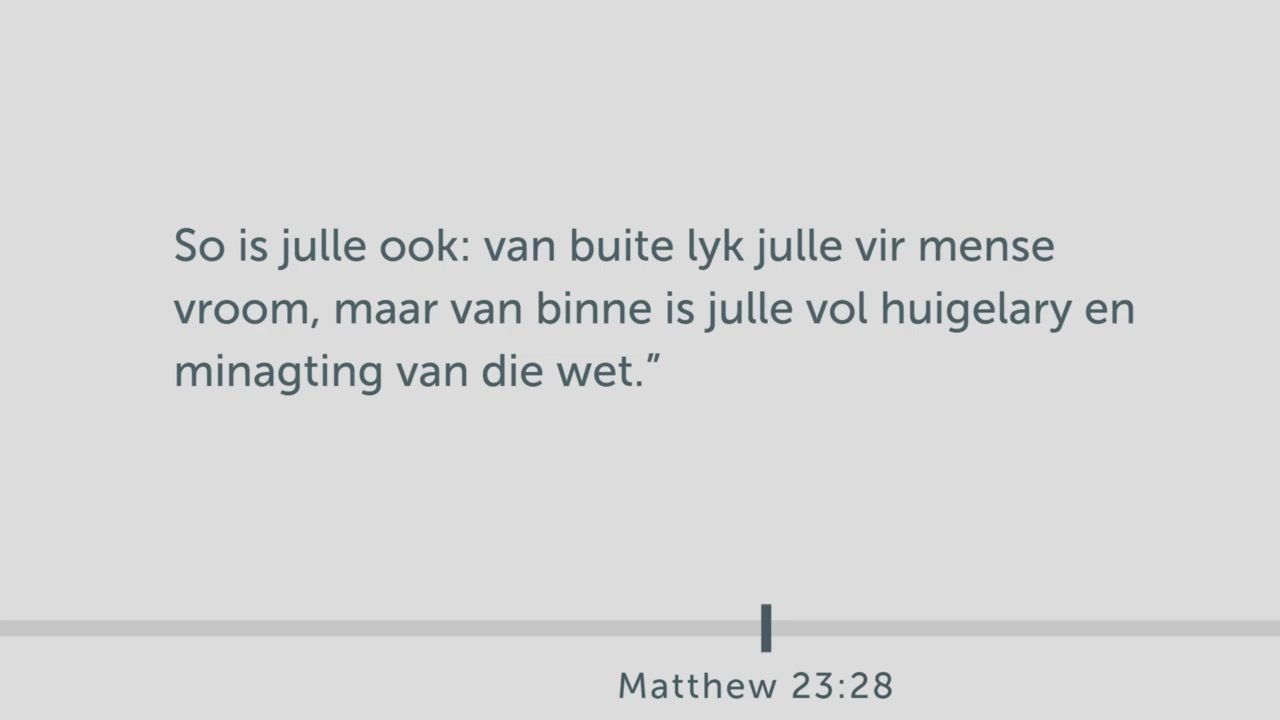 So is julle ook: van buite lyk julle vir mense
vroom, maar van binne is julle vol huigelary en
minagting van die wet.”
Matthew 23:28